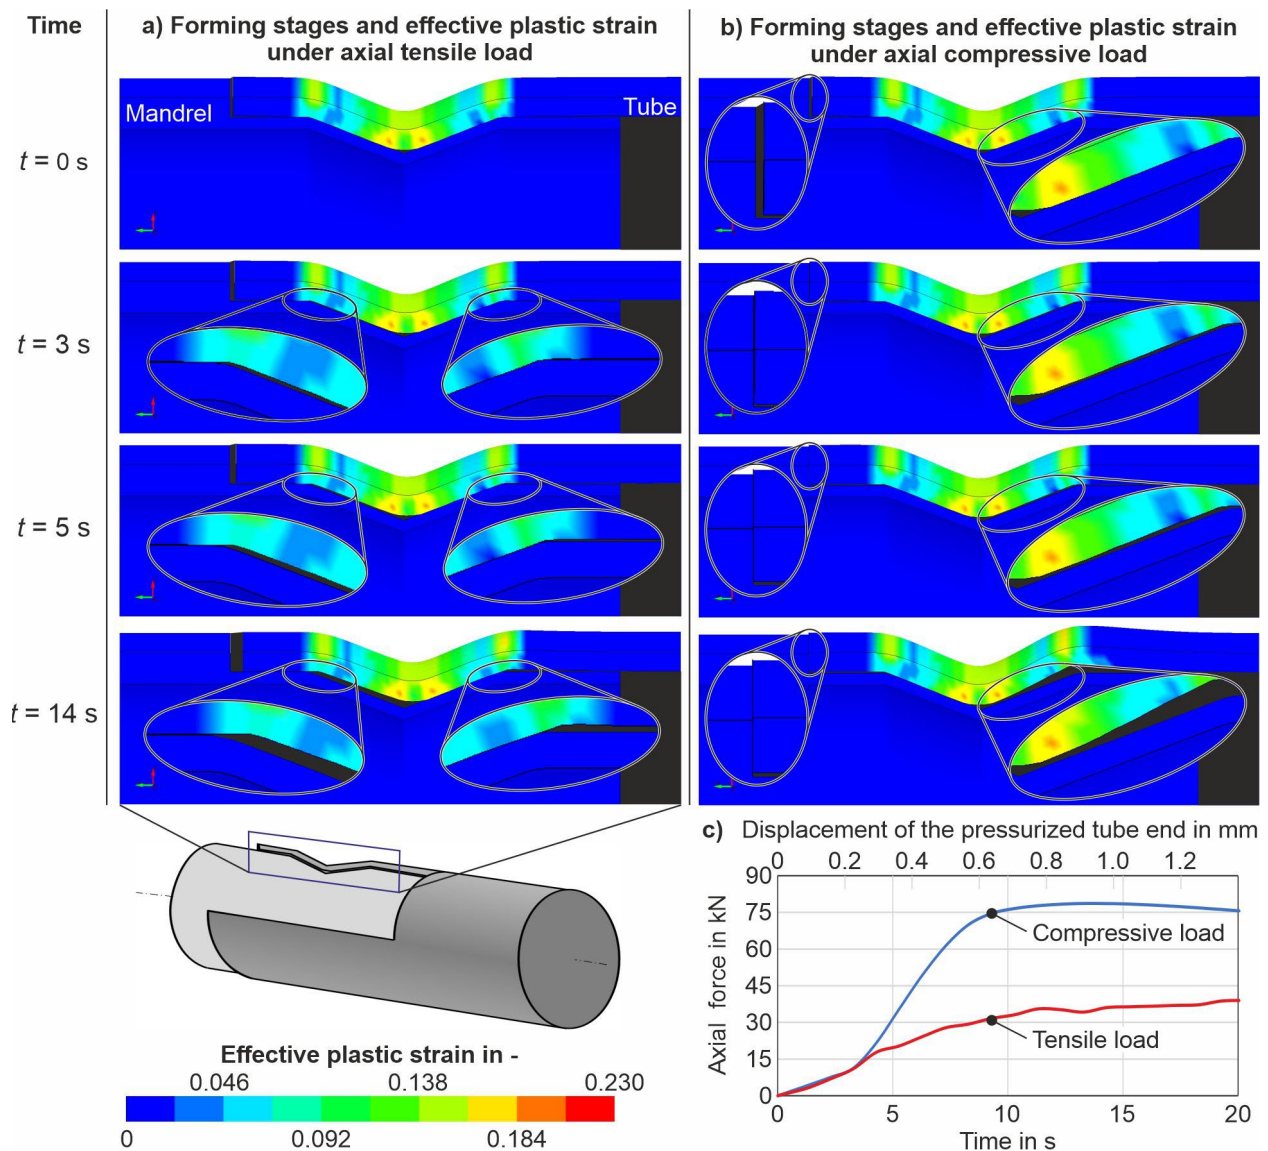 Time
a) Forming stages and effective plastic strain
under axial tensile load
b) Forming stages and effective plastic strain
under axial compressive load
Mandrel
Tube
t = 0 s
t = 3 s
t = 5 s
t = 14 s
c) Displacement of the pressurized tube end in mm
0 0.2 0.4 0.6 0.8 1.0 1.2
90
75
60
45
30
15
0
Axial force in kN
Compressive load
Tensile load
0 5 10 15 20
Time in s
Effective plastic strain in -
0.046 0.138 0.230
0 0.092 0.184